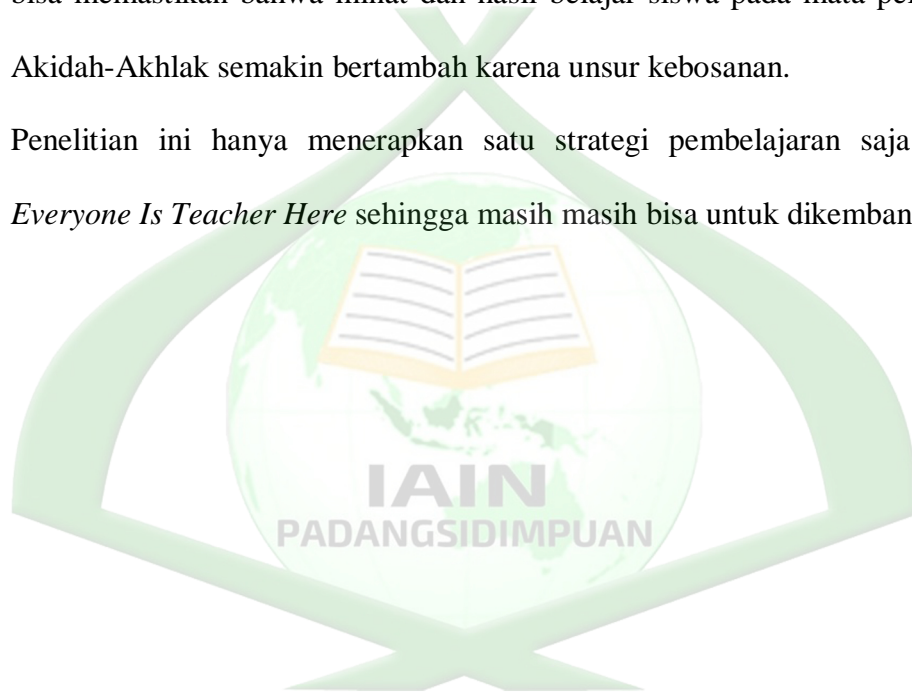 bisa memastikan bahwa minat dan hasil belajar siswa pada mata
Akidah-Akhlak semakin bertambah karena unsur kebosanan.
Penelitian ini hanya menerapkan satu strategi pembelajaran saja
Everyone Is Teacher Here sehingga masih masih bisa untuk dikemban
IAIN
PADANGSIDIMPUAN